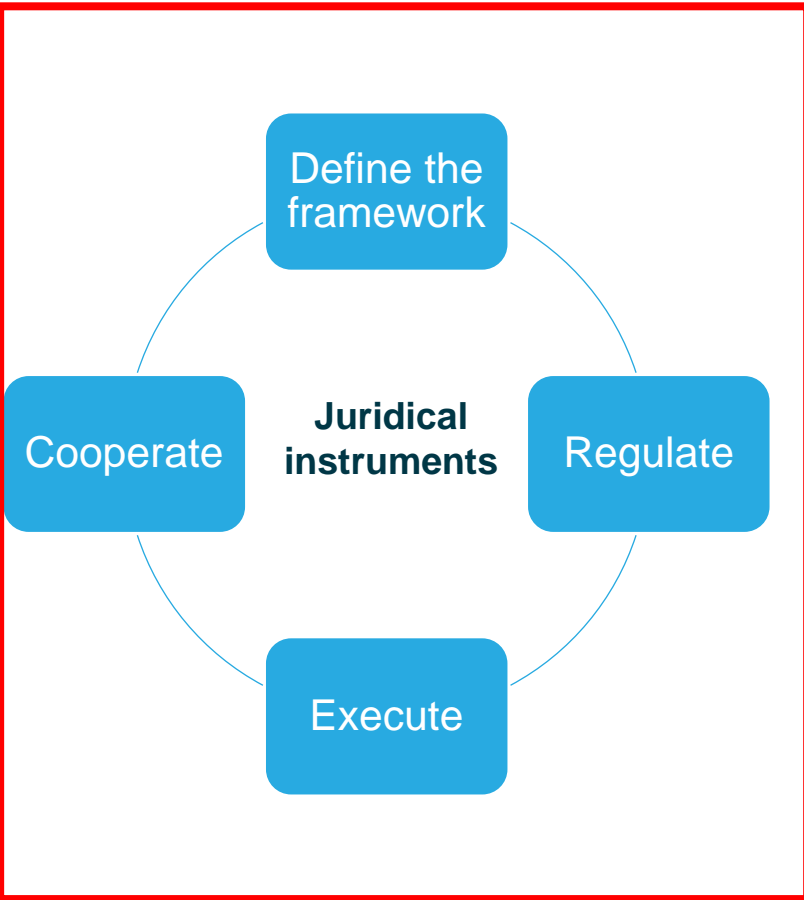 Define the
framework
Cooperate
Juridical
instruments
Regulate
Execute